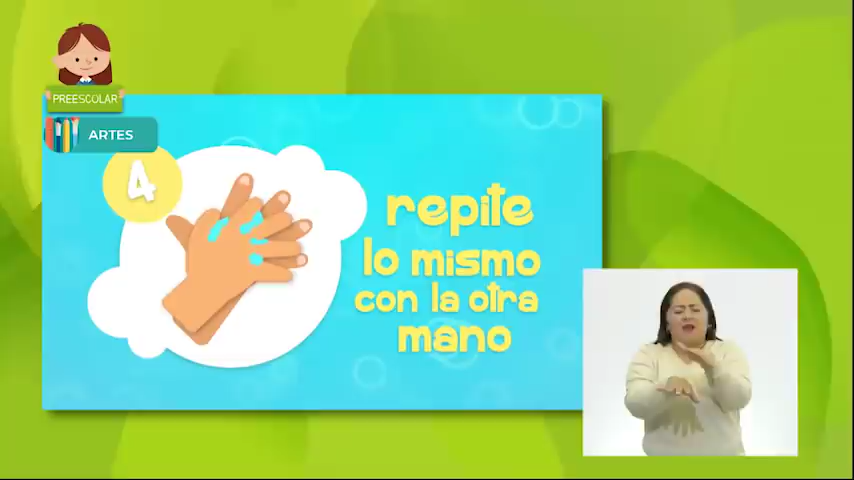 PREESCOLAR
ARTES
4
repite
lo mismo
con la otra
mano